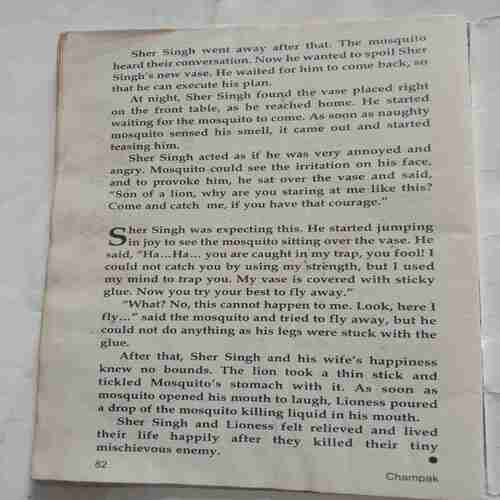 Sher Singh went away after that. The mosquito
heard their conversation. Now he wanted to spoil Sher
Singh's new vase. He waited for him to come back, so
that he can execute his plan.
At night, Sher Singh found the vase placed right
on the front table, as be reached home. He started
waiting for the mosquito to come. As soon as naughty
mosquito sensed his smell, it came out and started
teasing him.
Sher Singh acted as if he was very annoyed and
angry. Mosquito could see the irritation on his face,
and to provoke him, he sat over the vase and said,
"Son of a lion, why are you staring at me like this?
Come and catch me, if you have that courage."
Sher Singh was expecting this. He started jumping
in joy to see the mosquito sitting over the vase. He
said, "Ha...Ha... you are caught in my trap, you fool! I
could not catch you by using my strength, but I used
my mind to trap you. My vase is covered with sticky
glue. Now you try your best to fly away."
"What? No, this cannot happen to me. Look, here I
fly..." said the mosquito and tried to fly away, but he
could not do anything as his legs were stuck with the
glue.
After that, Sher Singh and his wife's happiness
knew no bounds. The lion took a thin stick and
tickled Mosquito's stomach with it. As soon as
mosquito opened his mouth to laugh, Lioness poured
a drop of the mosquito killing liquid in his mouth.
Sher Singh and Lioness felt relieved and lived
their life happily after they killed their tiny
mischievous enemy.
82
Champak